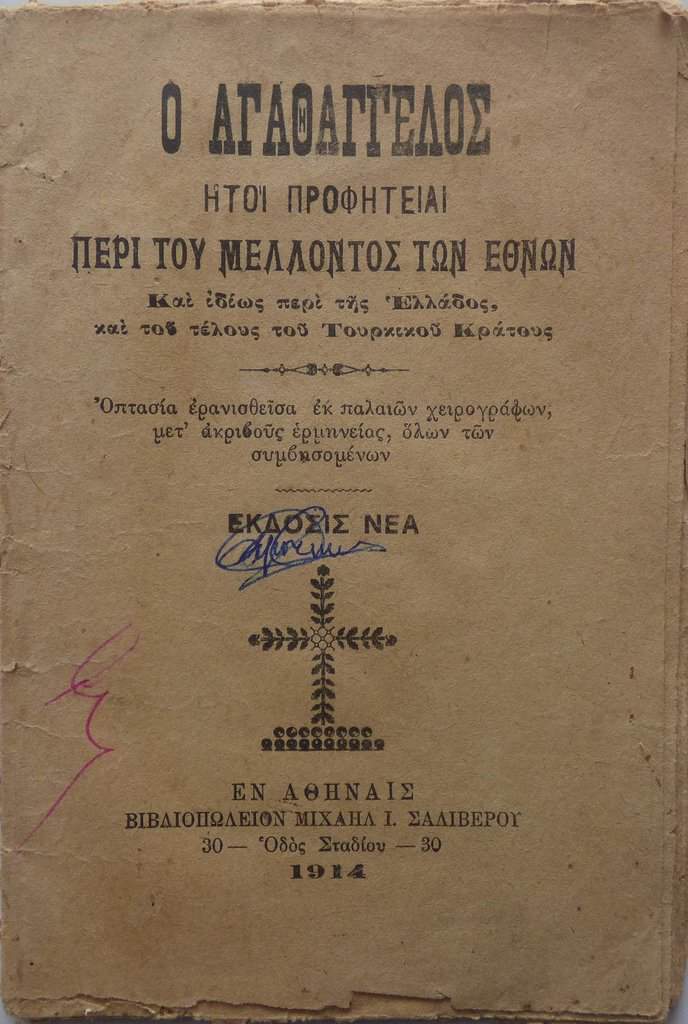 Ο ΑΓΑΘΑΓΓΕΛΟΣ
ΗΤΟΙ ΠΡΟΦΗΤΕΙΑΙ
ΠΕΡΙ ΤΟΥ ΜΕΛΛΟΝΤΟΣ ΤΩΝ ΕΘΝΩΝ
Καὶ ἰδίως περὶ τῆς Ἑλλάδος,
καὶ τοῦ τέλους τοῦ Τουρκικοῦ Κράτους
Ὀπτασία ἐρανισθεῖσα ἐκ παλαιῶν χειρογράφων,
μετ' ἀκριβοῦς ἑρμηνείας, ὅλων τῶν
συμβησομένων
ΕΚΔΟΣΙΣ ΝΕΑ
ΕΝ ΑΘΗΝΑΙΣ
ΒΙΒΛΙΟΠΩΛΕΙΟΝ ΜΙΧΑΗΛ Ι. ΣΑΛΙΒΕΡΟΥ
30 — Ὁδὸς Σταδίου — 30
1914